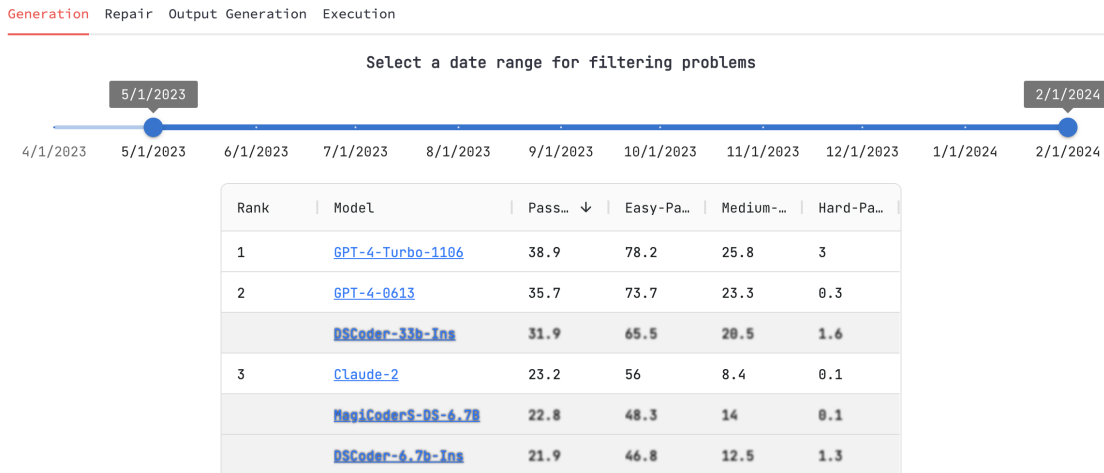 Generation Repair Output Generation Execution
Select a date range for filtering problems
5/1/2023 2/1/2024
4/1/2023 5/1/2023 6/1/2023 7/1/2023 8/1/2023 9/1/2023 10/1/2023 11/1/2023 12/1/2023 1/1/2024 2/1/2024
Rank Model Pass… Easy-Pa… Medium-… Hard-Pa…
1 GPT-4-Turbo-1106 38.9 78.2 25.8 3
2 GPT-4-0613 35.7 73.7 23.3 0.3
DSCoder-33b-Ins 31.9 65.5 20.5 1.6
3 Claude-2 23.2 56 8.4 0.1
MagiCoderS-DS-6.7B 22.8 48.3 14 0.1
DSCoder-6.7b-Ins 21.9 46.8 12.5 1.3